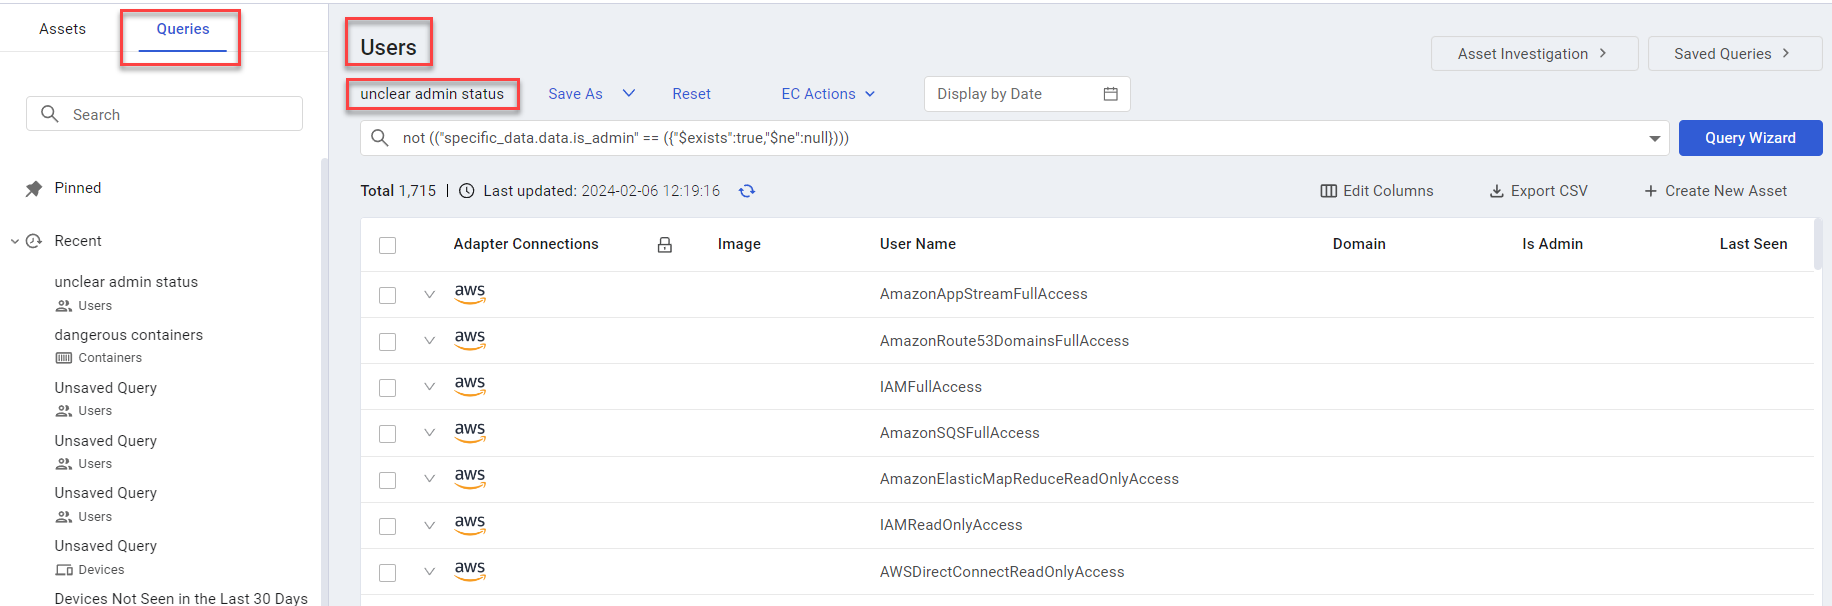 Assets Queries
Search
Pinned
Recent
unclear admin status
Users
dangerous containers
Containers
Unsaved Query
Users
Unsaved Query
Users
Unsaved Query
Users
Unsaved Query
Devices
Devices Not Seen in the Last 30 Days
Users
Asset Investigation Saved Queries
unclear admin status Save As Reset EC Actions Display by Date
not (("specific_data.data.is_admin" == ({"$exists":true,"$ne":null}))) Query Wizard
Total 1,715 | Last updated: 2024-02-06 12:19:16 Edit Columns Export CSV + Create New Asset
Adapter Connections Image User Name Domain Is Admin Last Seen
aws AmazonAppStreamFullAccess
aws AmazonRoute53DomainsFullAccess
aws IAMFullAccess
aws AmazonSQSFullAccess
aws AmazonElasticMapReduceReadOnlyAccess
aws IAMReadOnlyAccess
aws AWSDirectConnectReadOnlyAccess